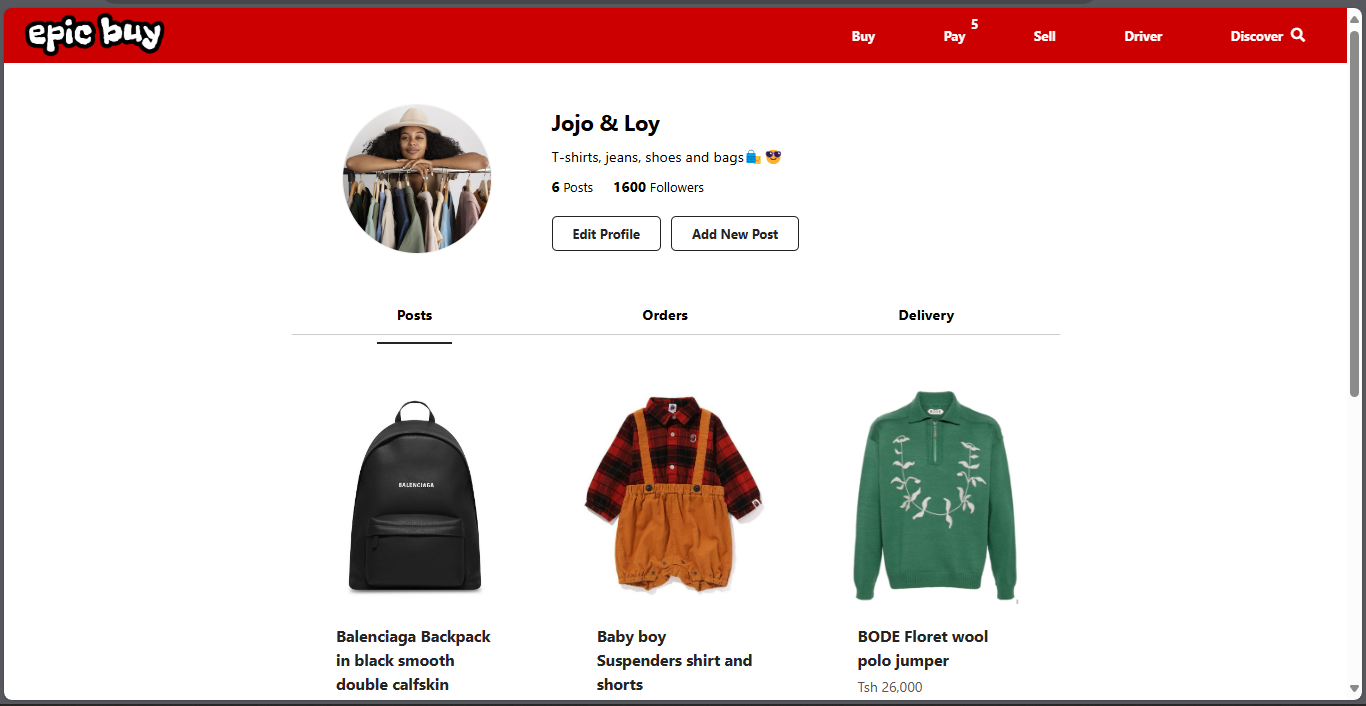 epic buy
Buy
Pay 5
Sell
Driver
Discover
Jojo & Loy
T-shirts, jeans, shoes and bags🛍️ 😎
6 Posts 1600 Followers
Edit Profile
Add New Post
Posts
Orders
Delivery
BALENCIAGA
Balenciaga Backpack
in black smooth
double calfskin
Baby boy
Suspenders shirt and
shorts
BODE Floret wool
polo jumper
Tsh 26,000